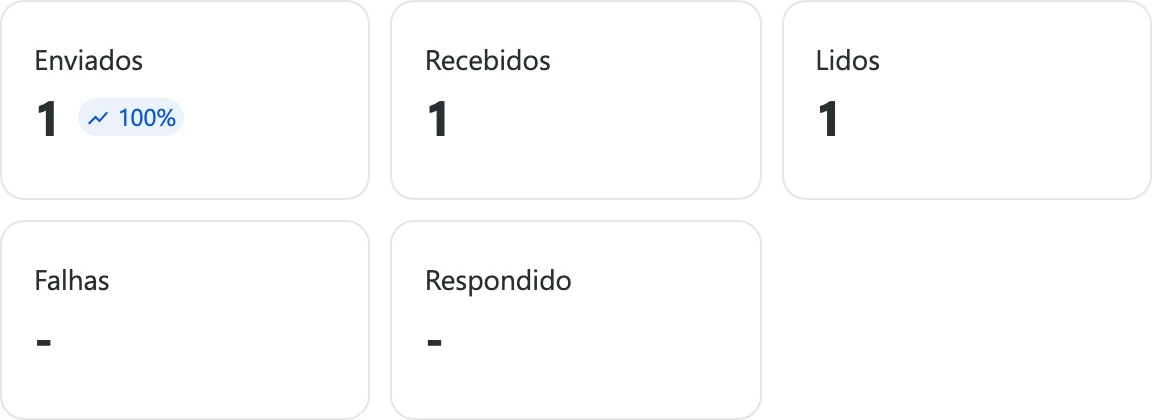 Enviados
1 100%
Recebidos
1
Lidos
1
Falhas
-
Respondido
-